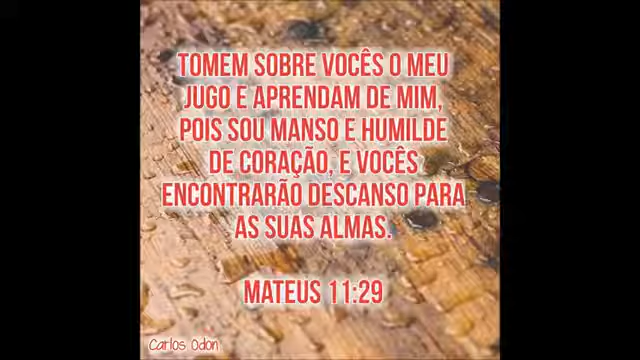 TOMEM SOBRE VOCÊS O MEU
JUGO E APRENDAM DE MIM,
POIS SOU MANSO E HUMILDE
DE CORAÇÃO, E VOCÊS
ENCONTRARÃO DESCANSO PARA
AS SUAS ALMAS.
MATEUS 11:29
Carlos Odon